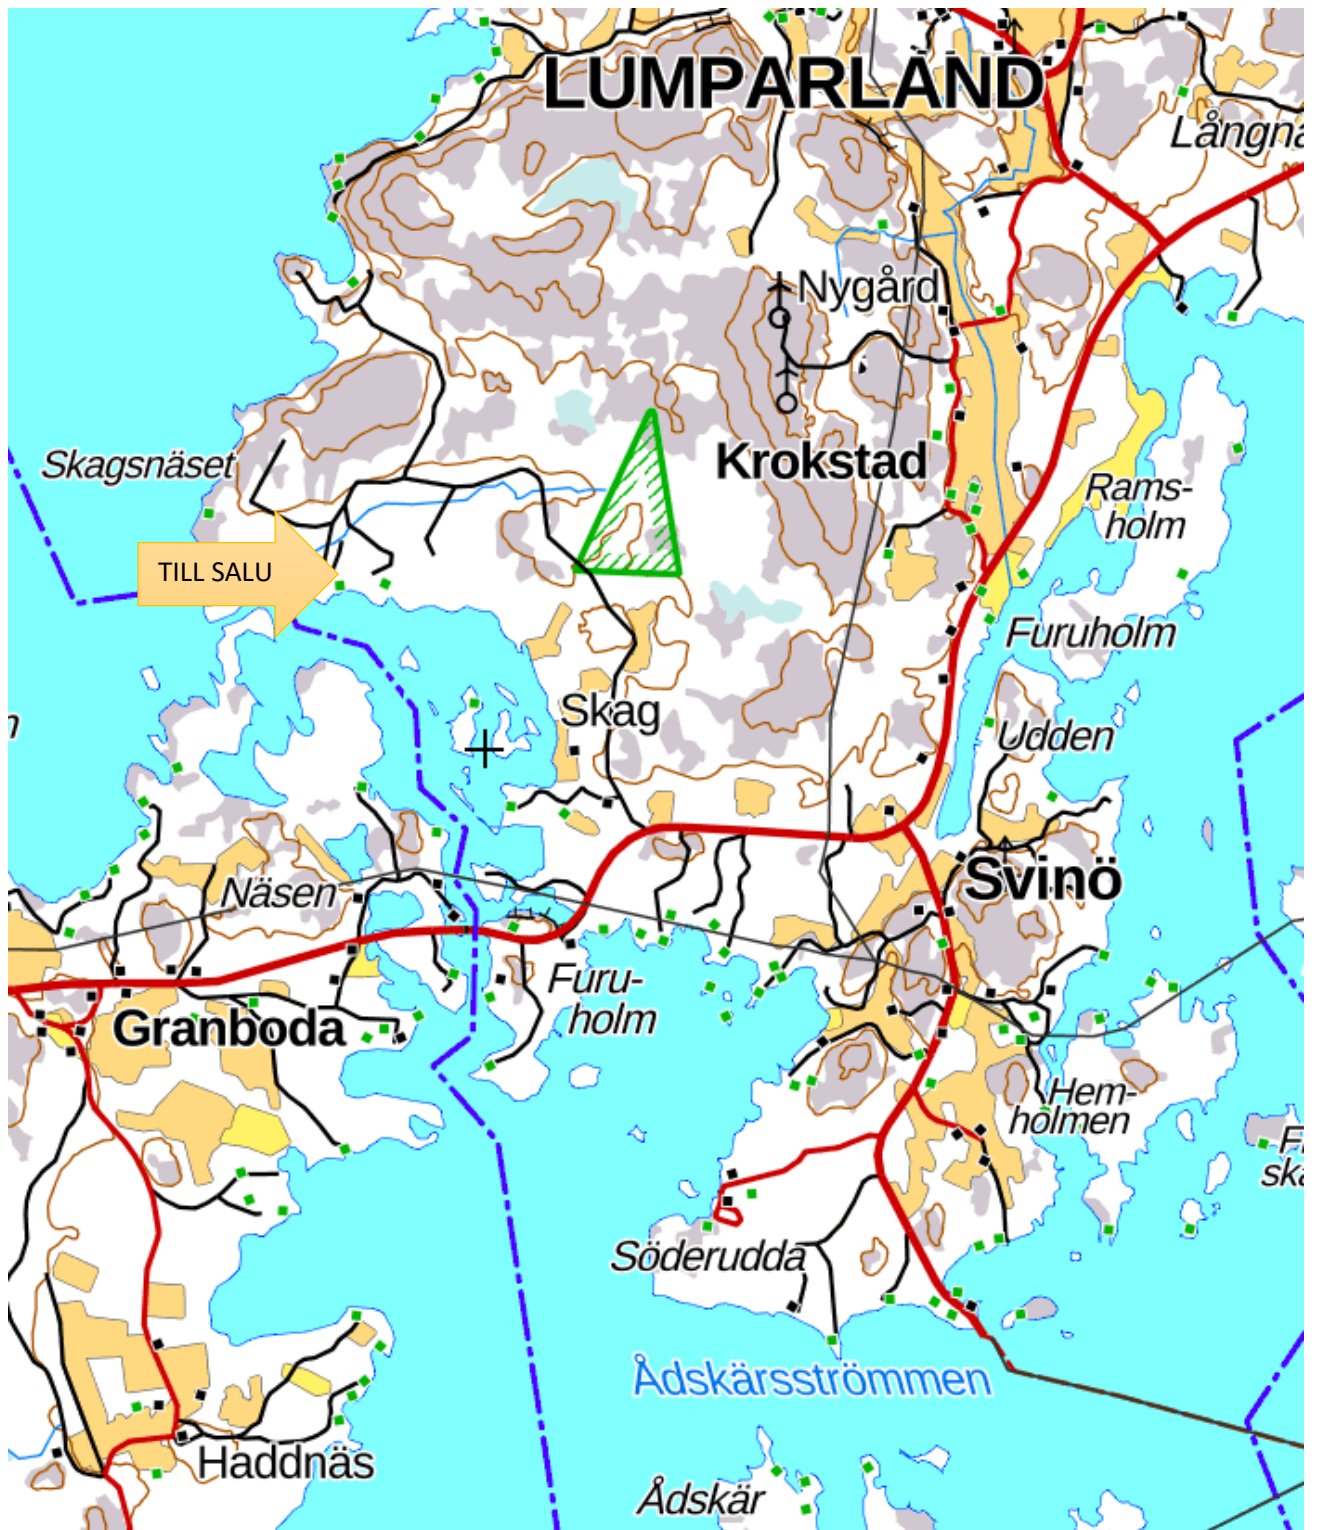 LUMPARLAND
Långnä
Nygård
Skagsnäset
Krokstad
Rams-
holm
TILL SALU
Furuholm
Skag
Udden
Näsen
Svinö
Furu-
holm
Granboda
Hem-
holmen
Söderudda
Ådskärsströmmen
Haddnäs
Ådskär